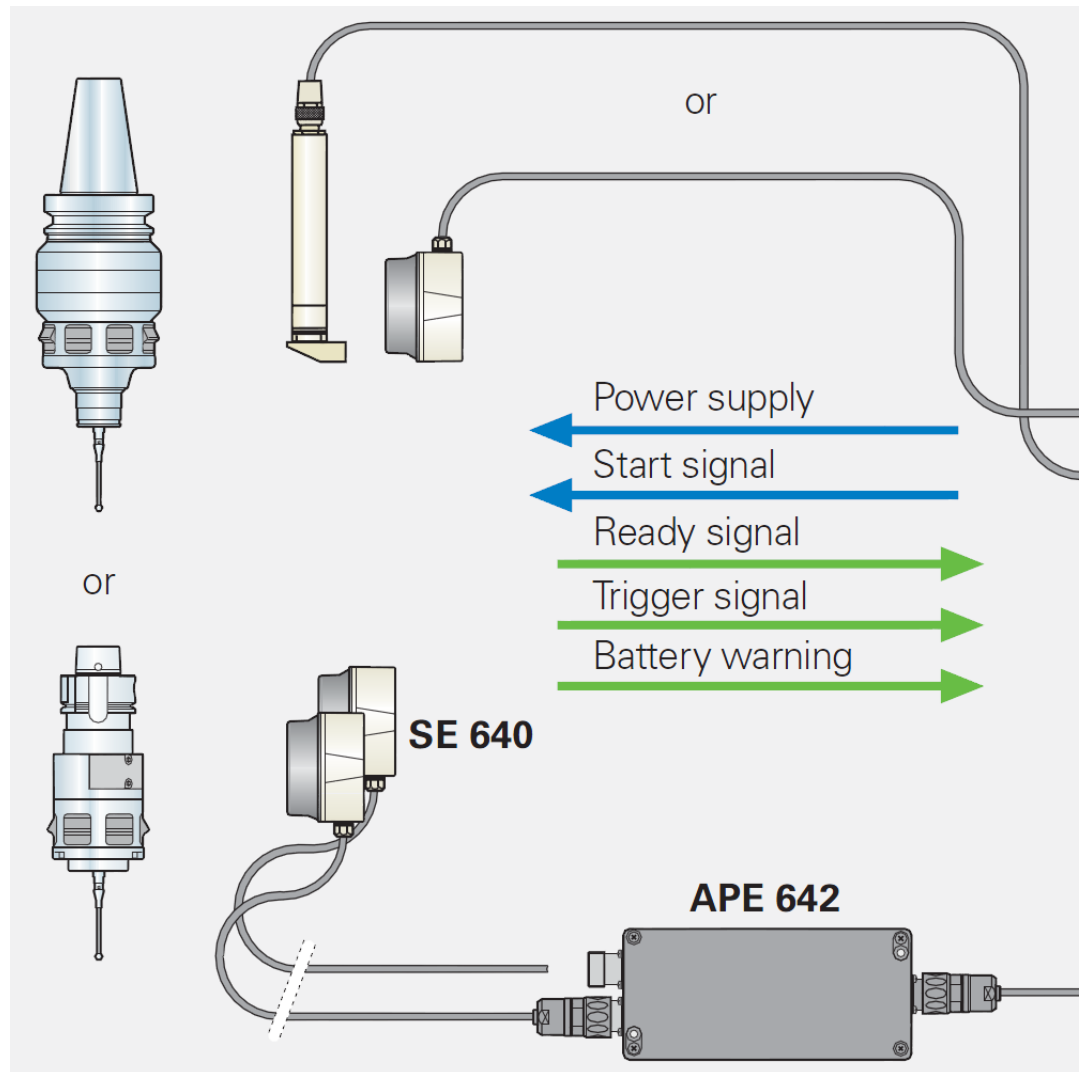 or
Power supply
Start signal
Ready signal
Trigger signal
Battery warning
or
SE 640
APE 642